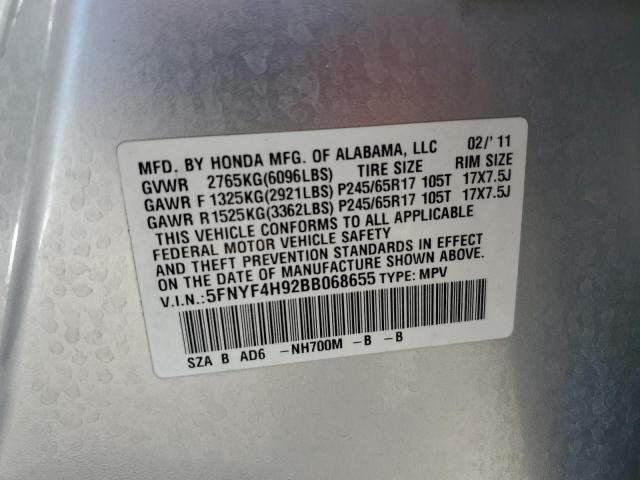 MFD. BY HONDA MFG. OF ALABAMA, LLC 02/'11
GVWR 2765KG(6096LBS) TIRE SIZE RIM SIZE
GAWR F 1325KG(2921LBS) P245/65R17 105T 17X7.5J
GAWR R 1525KG(3362LBS) P245/65R17 105T 17X7.5J
THIS VEHICLE CONFORMS TO ALL APPLICABLE
FEDERAL MOTOR VEHICLE SAFETY
AND THEFT PREVENTION STANDARDS IN EFFECT
ON THE DATE OF MANUFACTURE SHOWN ABOVE.
V.I.N.:5FNYF4H92BB068655 TYPE: MPV
SZA B AD6 -NH700M -B -B